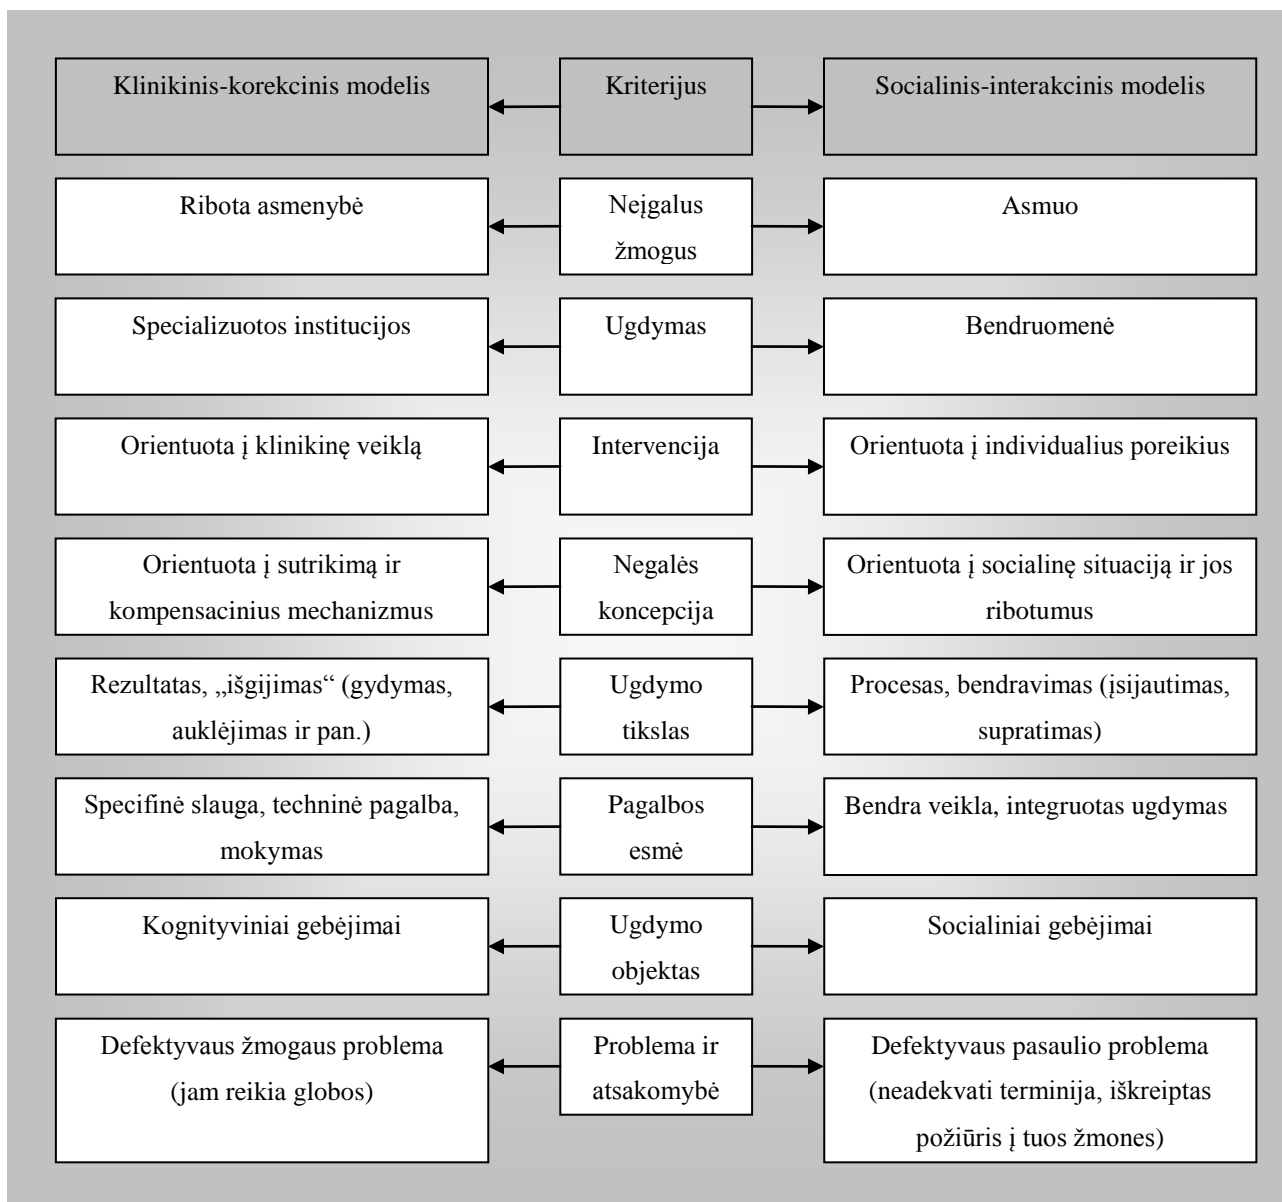 Klinikinis-korekcinis modelis
Kriterijus
Socialinis-interakcinis modelis
Ribota asmenybė
Neįgalus
žmogus
Asmuo
Specializuotos institucijos
Ugdymas
Bendruomenė
Orientuota į klinikinę veiklą
Intervencija
Orientuota į individualius poreikius
Orientuota į sutrikimą ir
kompensacinius mechanizmus
Negalės
koncepcija
Orientuota į socialinę situaciją ir jos
ribotumus
Rezultatas, „išgijimas“ (gydymas,
auklėjimas ir pan.)
Ugdymo
tikslas
Procesas, bendravimas (įsijautimas,
supratimas)
Specifinė slauga, techninė pagalba,
mokymas
Pagalbos
esmė
Bendra veikla, integruotas ugdymas
Kognityviniai gebėjimai
Ugdymo
objektas
Socialiniai gebėjimai
Defektyvaus žmogaus problema
(jam reikia globos)
Problema ir
atsakomybė
Defektyvaus pasaulio problema
(neadekvati terminija, iškreiptas
požiūris į tuos žmones)